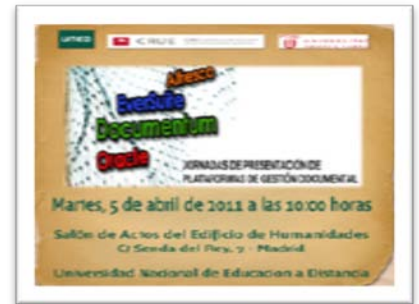 UNED CRUE
Alfresco
EverSuite
Documentum
Oracle
JORNADAS DE PRESENTACIÓN DE
PLATAFORMAS DE GESTIÓN DOCUMENTAL
Martes, 5 de abril de 2011 a las 10:00 horas
Salón de Actos del Edificio de Humanidades
C/ Senda del Rey, 7 - Madrid
Universidad Nacional de Educacion a Distancia